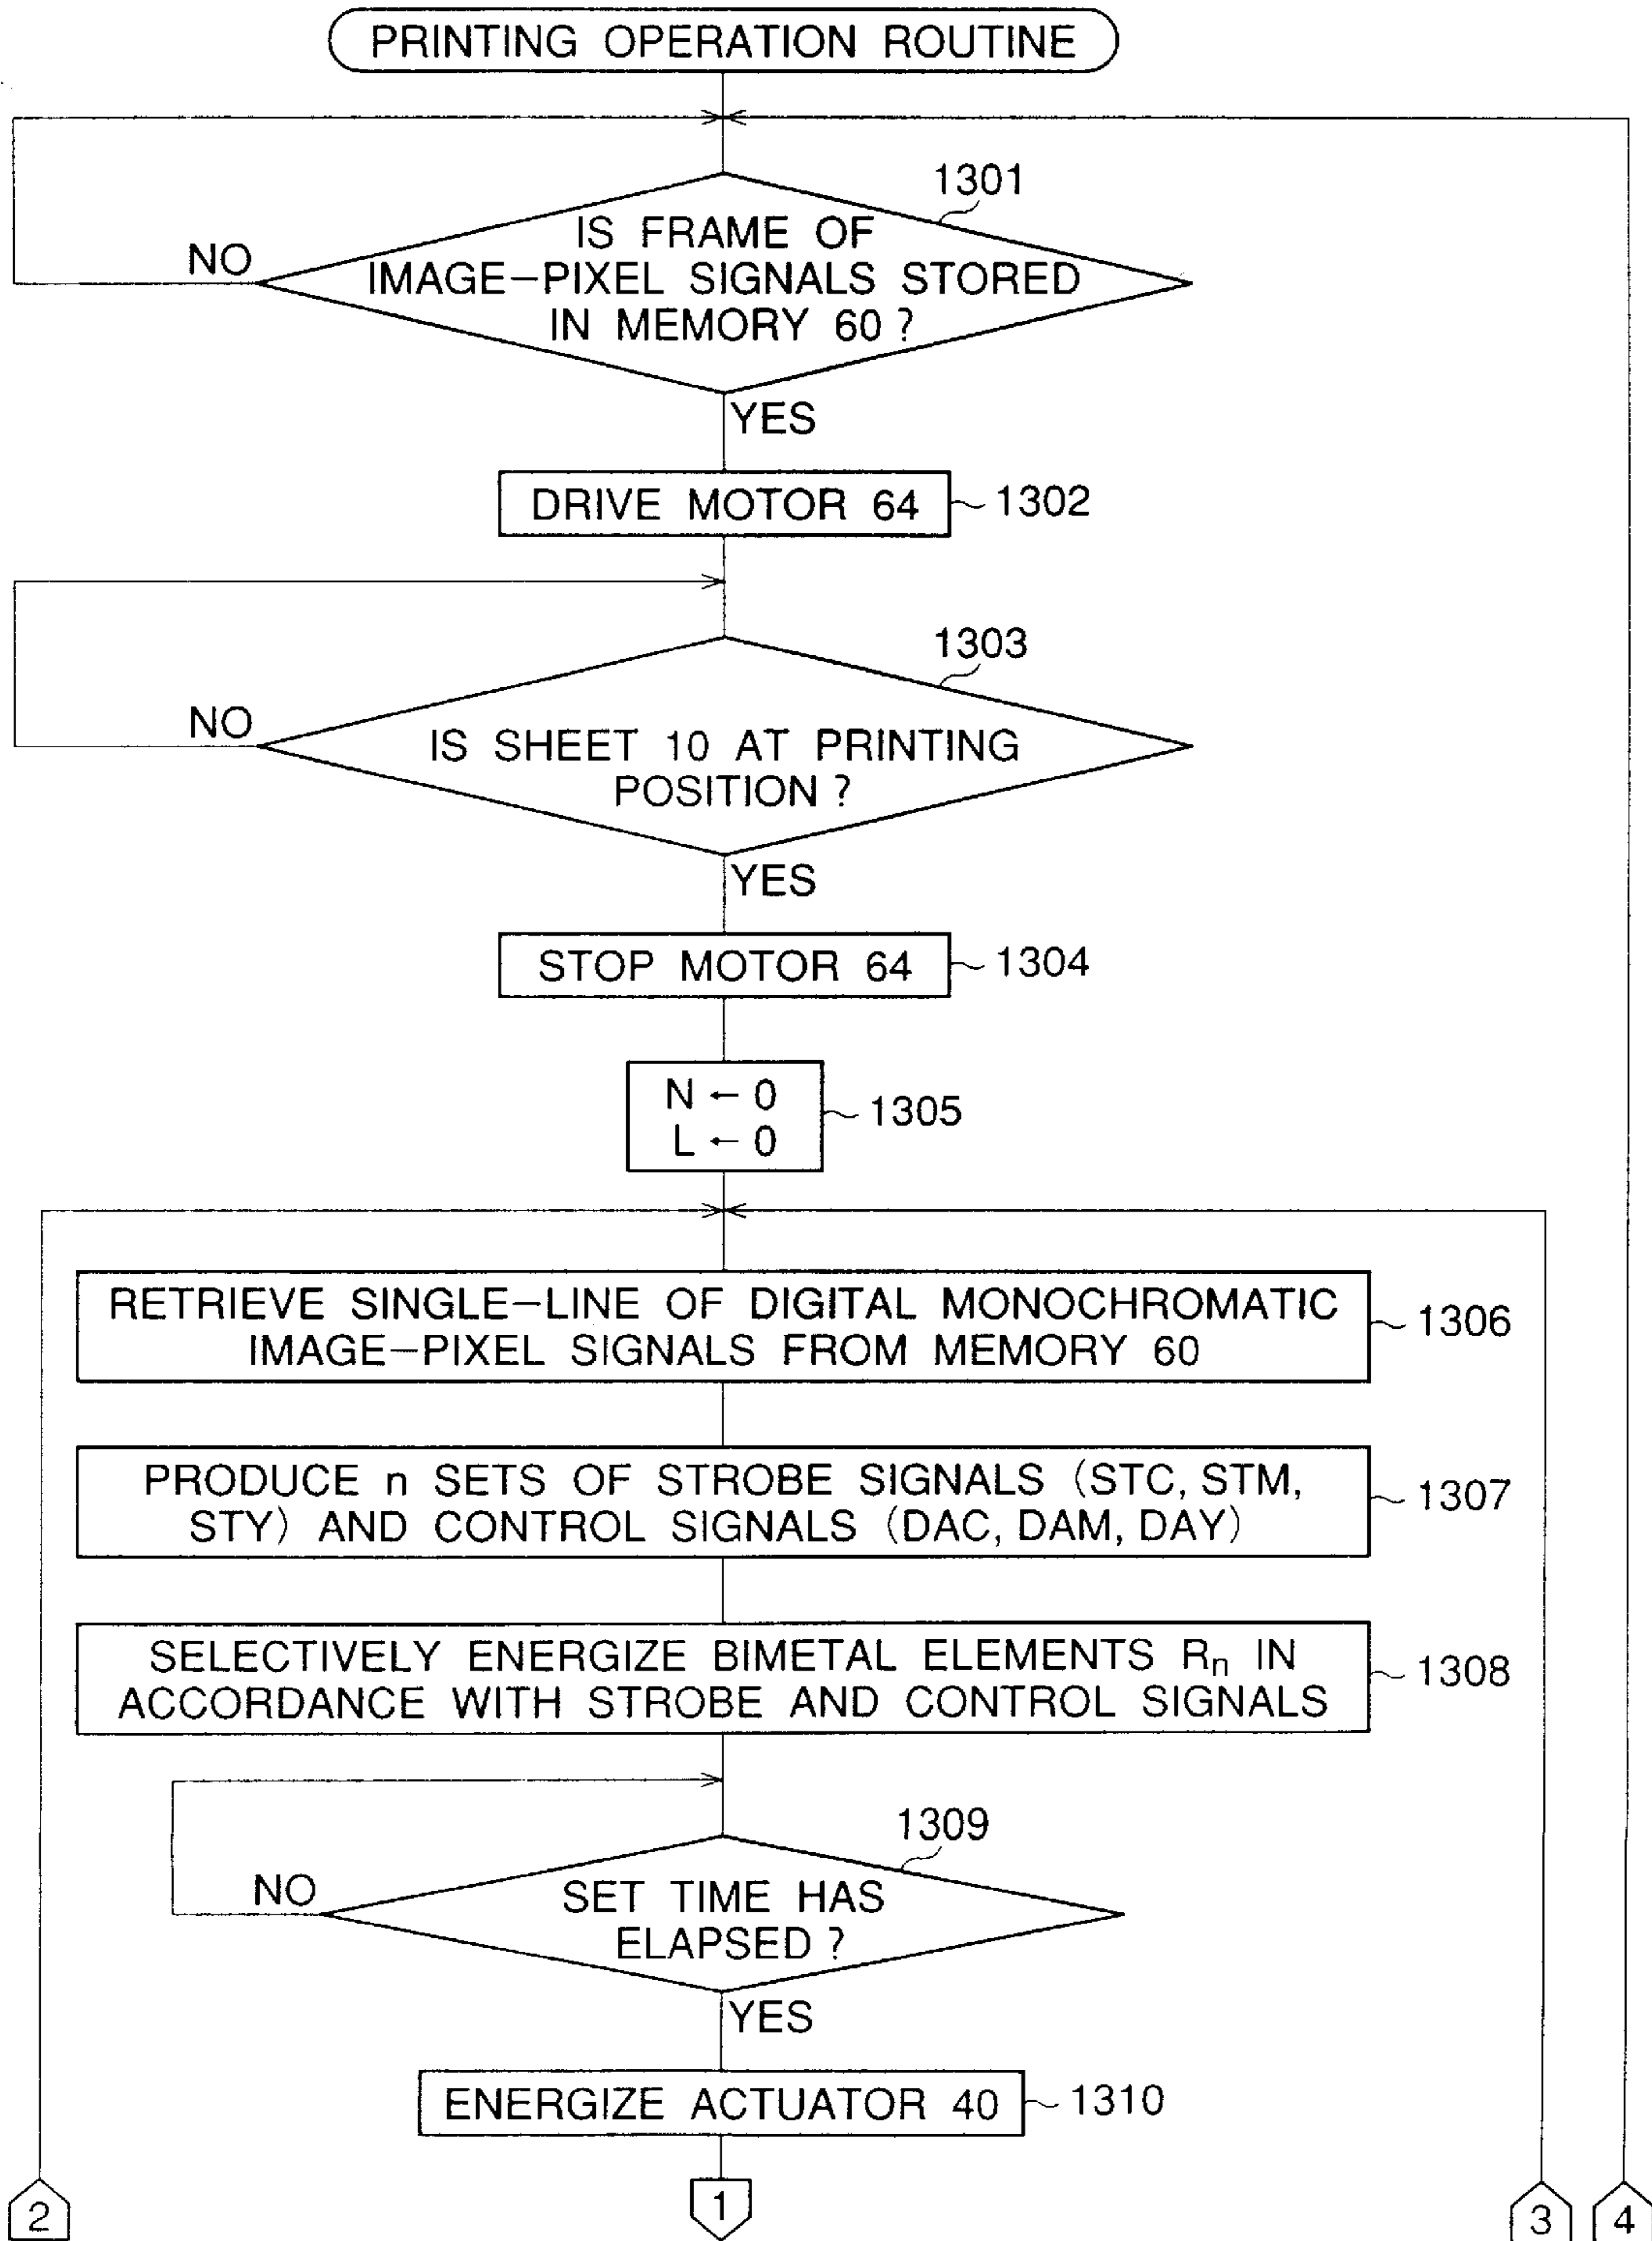 PRINTING OPERATION ROUTINE
1301
IS FRAME OF
NO
IMAGE-PIXEL SIGNALS STORED
IN MEMORY 60 ?
YES
DRIVE MOTOR 64
1302
1303
NO
IS SHEET 10 AT PRINTING
POSITION ?
YES
STOP MOTOR 64
1304
N ← 0
L ← 0
1305
RETRIEVE SINGLE-LINE OF DIGITAL MONOCHROMATIC
IMAGE-PIXEL SIGNALS FROM MEMORY 60
1306
PRODUCE n SETS OF STROBE SIGNALS (STC, STM,
STY) AND CONTROL SIGNALS (DAC, DAM, DAY)
1307
SELECTIVELY ENERGIZE BIMETAL ELEMENTS Rn IN
ACCORDANCE WITH STROBE AND CONTROL SIGNALS
1308
1309
NO
SET TIME HAS
ELAPSED ?
YES
ENERGIZE ACTUATOR 40
1310
2
1
3
4